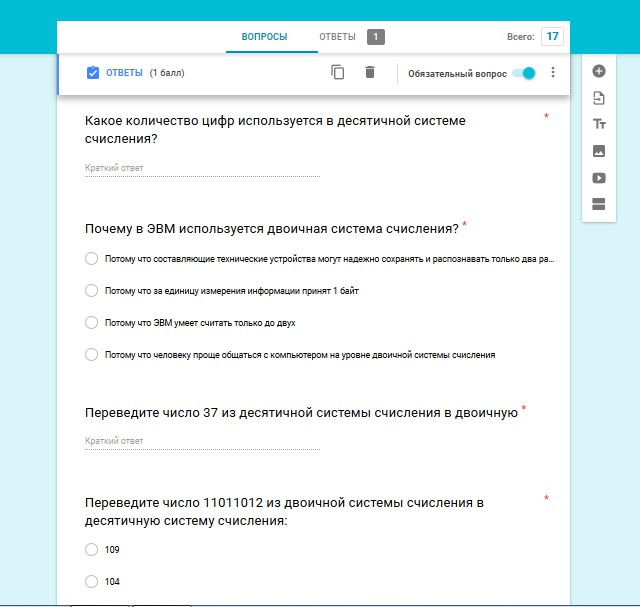 ВОПРОСЫ ОТВЕТЫ 1 Всего: 17
ОТВЕТЫ (1 балл) Обязательный вопрос
Какое количество цифр используется в десятичной системе *
счисления?
Краткий ответ
Почему в ЭВМ используется двоичная система счисления? *
Потому что составляющие технические устройства могут надежно сохранять и распознавать только два ра...
Потому что за единицу измерения информации принят 1 байт
Потому что ЭВМ умеет считать только до двух
Потому что человеку проще общаться с компьютером на уровне двоичной системы счисления
Переведите число 37 из десятичной системы счисления в двоичную *
Краткий ответ
Переведите число 11011012 из двоичной системы счисления в *
десятичную систему счисления:
109
104